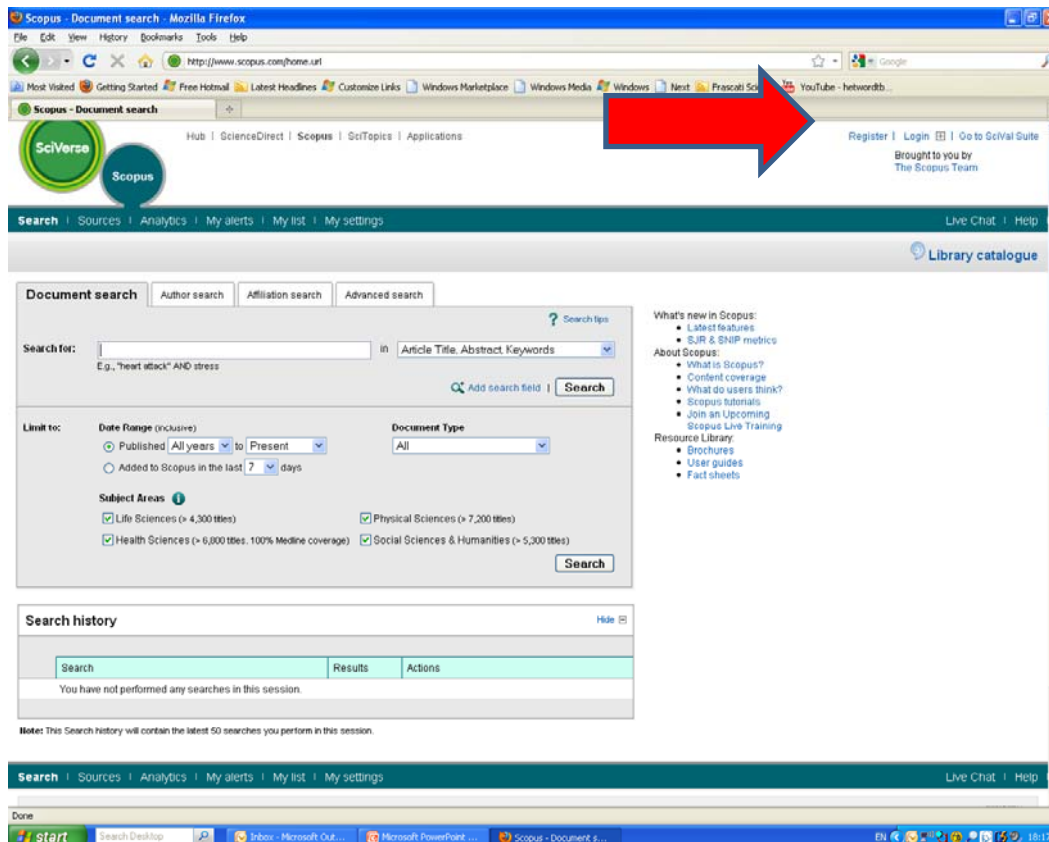 Scopus - Document search - Mozilla Firefox
File Edit View History Bookmarks Tools Help
http://www.scopus.com/home.url
Google
Most Visited Getting Started Free Hotmail Latest Headlines Customize Links Windows Marketplace Windows Media Windows Next Frascati YouTube - hetwordtb...
Scopus - Document search
SciVerse
Scopus
Hub | ScienceDirect | Scopus | SciTopics | Applications
Register | Login | Go to SciVal Suite
Brought to you by
The Scopus Team
Search | Sources | Analytics | My alerts | My list | My settings
Live Chat | Help
Library catalogue
Document search Author search Affiliation search Advanced search
? Search tips
Search for: in Article Title, Abstract, Keywords
E.g., "heart attack" AND stress
Add search field | Search
Limit to: Date Range (inclusive) Document Type
Published All years to Present All
Added to Scopus in the last 7 days
Subject Areas
Life Sciences (> 4,300 titles) Physical Sciences (> 7,200 titles)
Health Sciences (> 6,800 titles. 100% Medline coverage) Social Sciences & Humanities (> 5,300 titles)
Search
What's new in Scopus:
Latest features
SJR & SNIP metrics
About Scopus:
What is Scopus?
Content coverage
What do users think?
Scopus tutorials
Join an Upcoming
Scopus Live Training
Resource Library:
Brochures
User guides
Fact sheets
Search history Hide
Search Results Actions
You have not performed any searches in this session.
Note: This Search history will contain the latest 50 searches you perform in this session.
Search | Sources | Analytics | My alerts | My list | My settings
Live Chat | Help
Done
start Search Desktop Inbox - Microsoft Out... Microsoft PowerPoint ... Scopus - Document s... EN 18:17